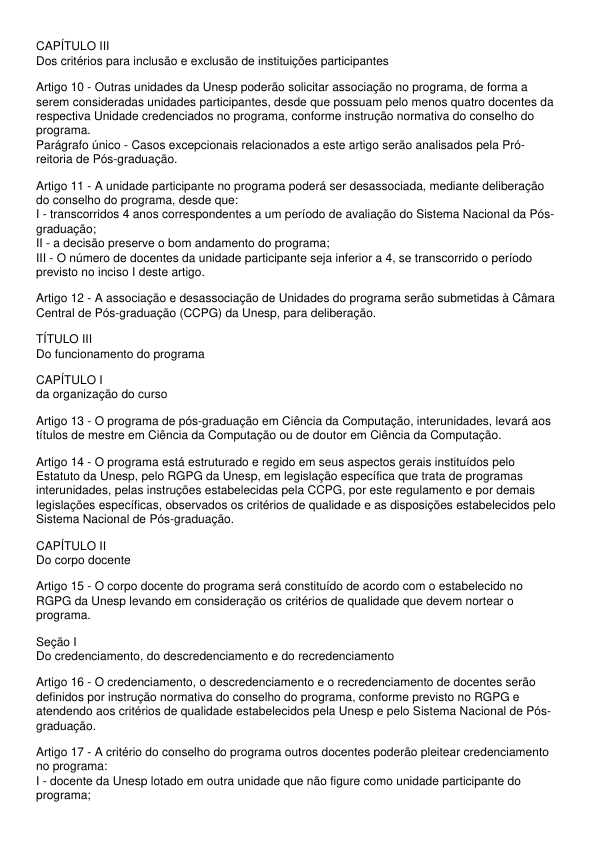 CAPÍTULO III
Dos critérios para inclusão e exclusão de instituições participantes
Artigo 10 - Outras unidades da Unesp poderão solicitar associação no programa, de forma a
serem consideradas unidades participantes, desde que possuam pelo menos quatro docentes da
respectiva Unidade credenciados no programa, conforme instrução normativa do conselho do
programa.
Parágrafo único - Casos excepcionais relacionados a este artigo serão analisados pela Pró-
reitoria de Pós-graduação.
Artigo 11 - A unidade participante no programa poderá ser desassociada, mediante deliberação
do conselho do programa, desde que:
I - transcorridos 4 anos correspondentes a um período de avaliação do Sistema Nacional da Pós-
graduação;
II - a decisão preserve o bom andamento do programa;
III - O número de docentes da unidade participante seja inferior a 4, se transcorrido o período
previsto no inciso I deste artigo.
Artigo 12 - A associação e desassociação de Unidades do programa serão submetidas à Câmara
Central de Pós-graduação (CCPG) da Unesp, para deliberação.
TÍTULO III
Do funcionamento do programa
CAPÍTULO I
da organização do curso
Artigo 13 - O programa de pós-graduação em Ciência da Computação, interunidades, levará aos
títulos de mestre em Ciência da Computação ou de doutor em Ciência da Computação.
Artigo 14 - O programa está estruturado e regido em seus aspectos gerais instituídos pelo
Estatuto da Unesp, pelo RGPG da Unesp, em legislação específica que trata de programas
interunidades, pelas instruções estabelecidas pela CCPG, por este regulamento e por demais
legislações específicas, observados os critérios de qualidade e as disposições estabelecidos pelo
Sistema Nacional de Pós-graduação.
CAPÍTULO II
Do corpo docente
Artigo 15 - O corpo docente do programa será constituído de acordo com o estabelecido no
RGPG da Unesp levando em consideração os critérios de qualidade que devem nortear o
programa.
Seção I
Do credenciamento, do descredenciamento e do recredenciamento
Artigo 16 - O credenciamento, o descredenciamento e o recredenciamento de docentes serão
definidos por instrução normativa do conselho do programa, conforme previsto no RGPG e
atendendo aos critérios de qualidade estabelecidos pela Unesp e pelo Sistema Nacional de Pós-
graduação.
Artigo 17 - A critério do conselho do programa outros docentes poderão pleitear credenciamento
no programa:
I - docente da Unesp lotado em outra unidade que não figure como unidade participante do
programa;